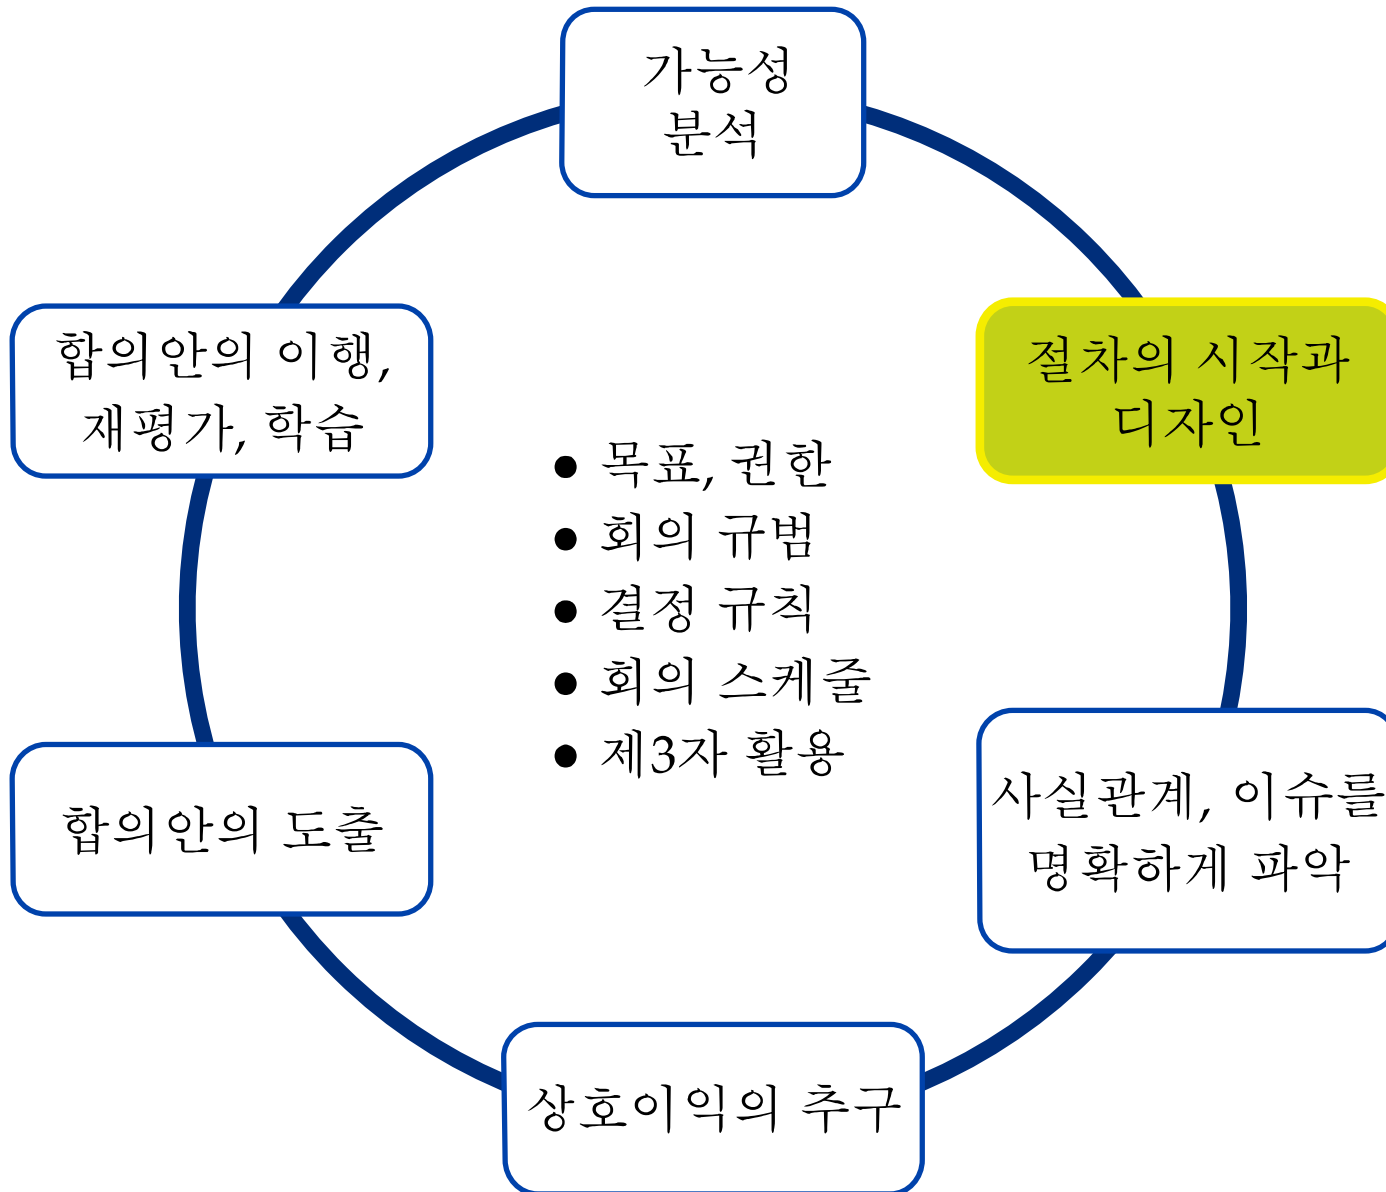 가능성
분석
절차의 시작과
디자인
사실관계, 이슈를
명확하게 파악
상호이익의 추구
합의안의 도출
합의안의 이행,
재평가, 학습
● 목표, 권한
● 회의 규범
● 결정 규칙
● 회의 스케줄
● 제3자 활용